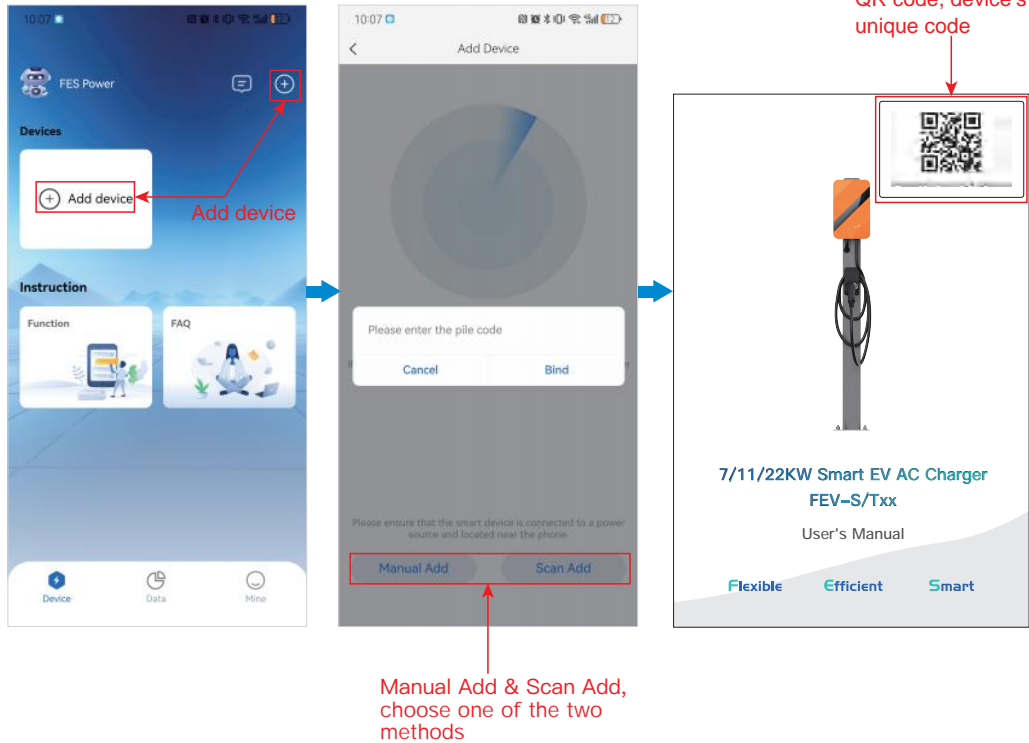 10:07
FES Power
Devices
Add device
Add device
Instruction
Function
FAQ
Device
Data
Mine
10:07
Add Device
Please enter the pile code
Cancel
Bind
Please ensure that the smart device is connected to a power
source and located near the phone.
Manual Add
Scan Add
Manual Add & Scan Add,
choose one of the two
methods
QR code, device's
unique code
7/11/22KW Smart EV AC Charger
FEV-S/Txx
User's Manual
Flexible
Efficient
Smart